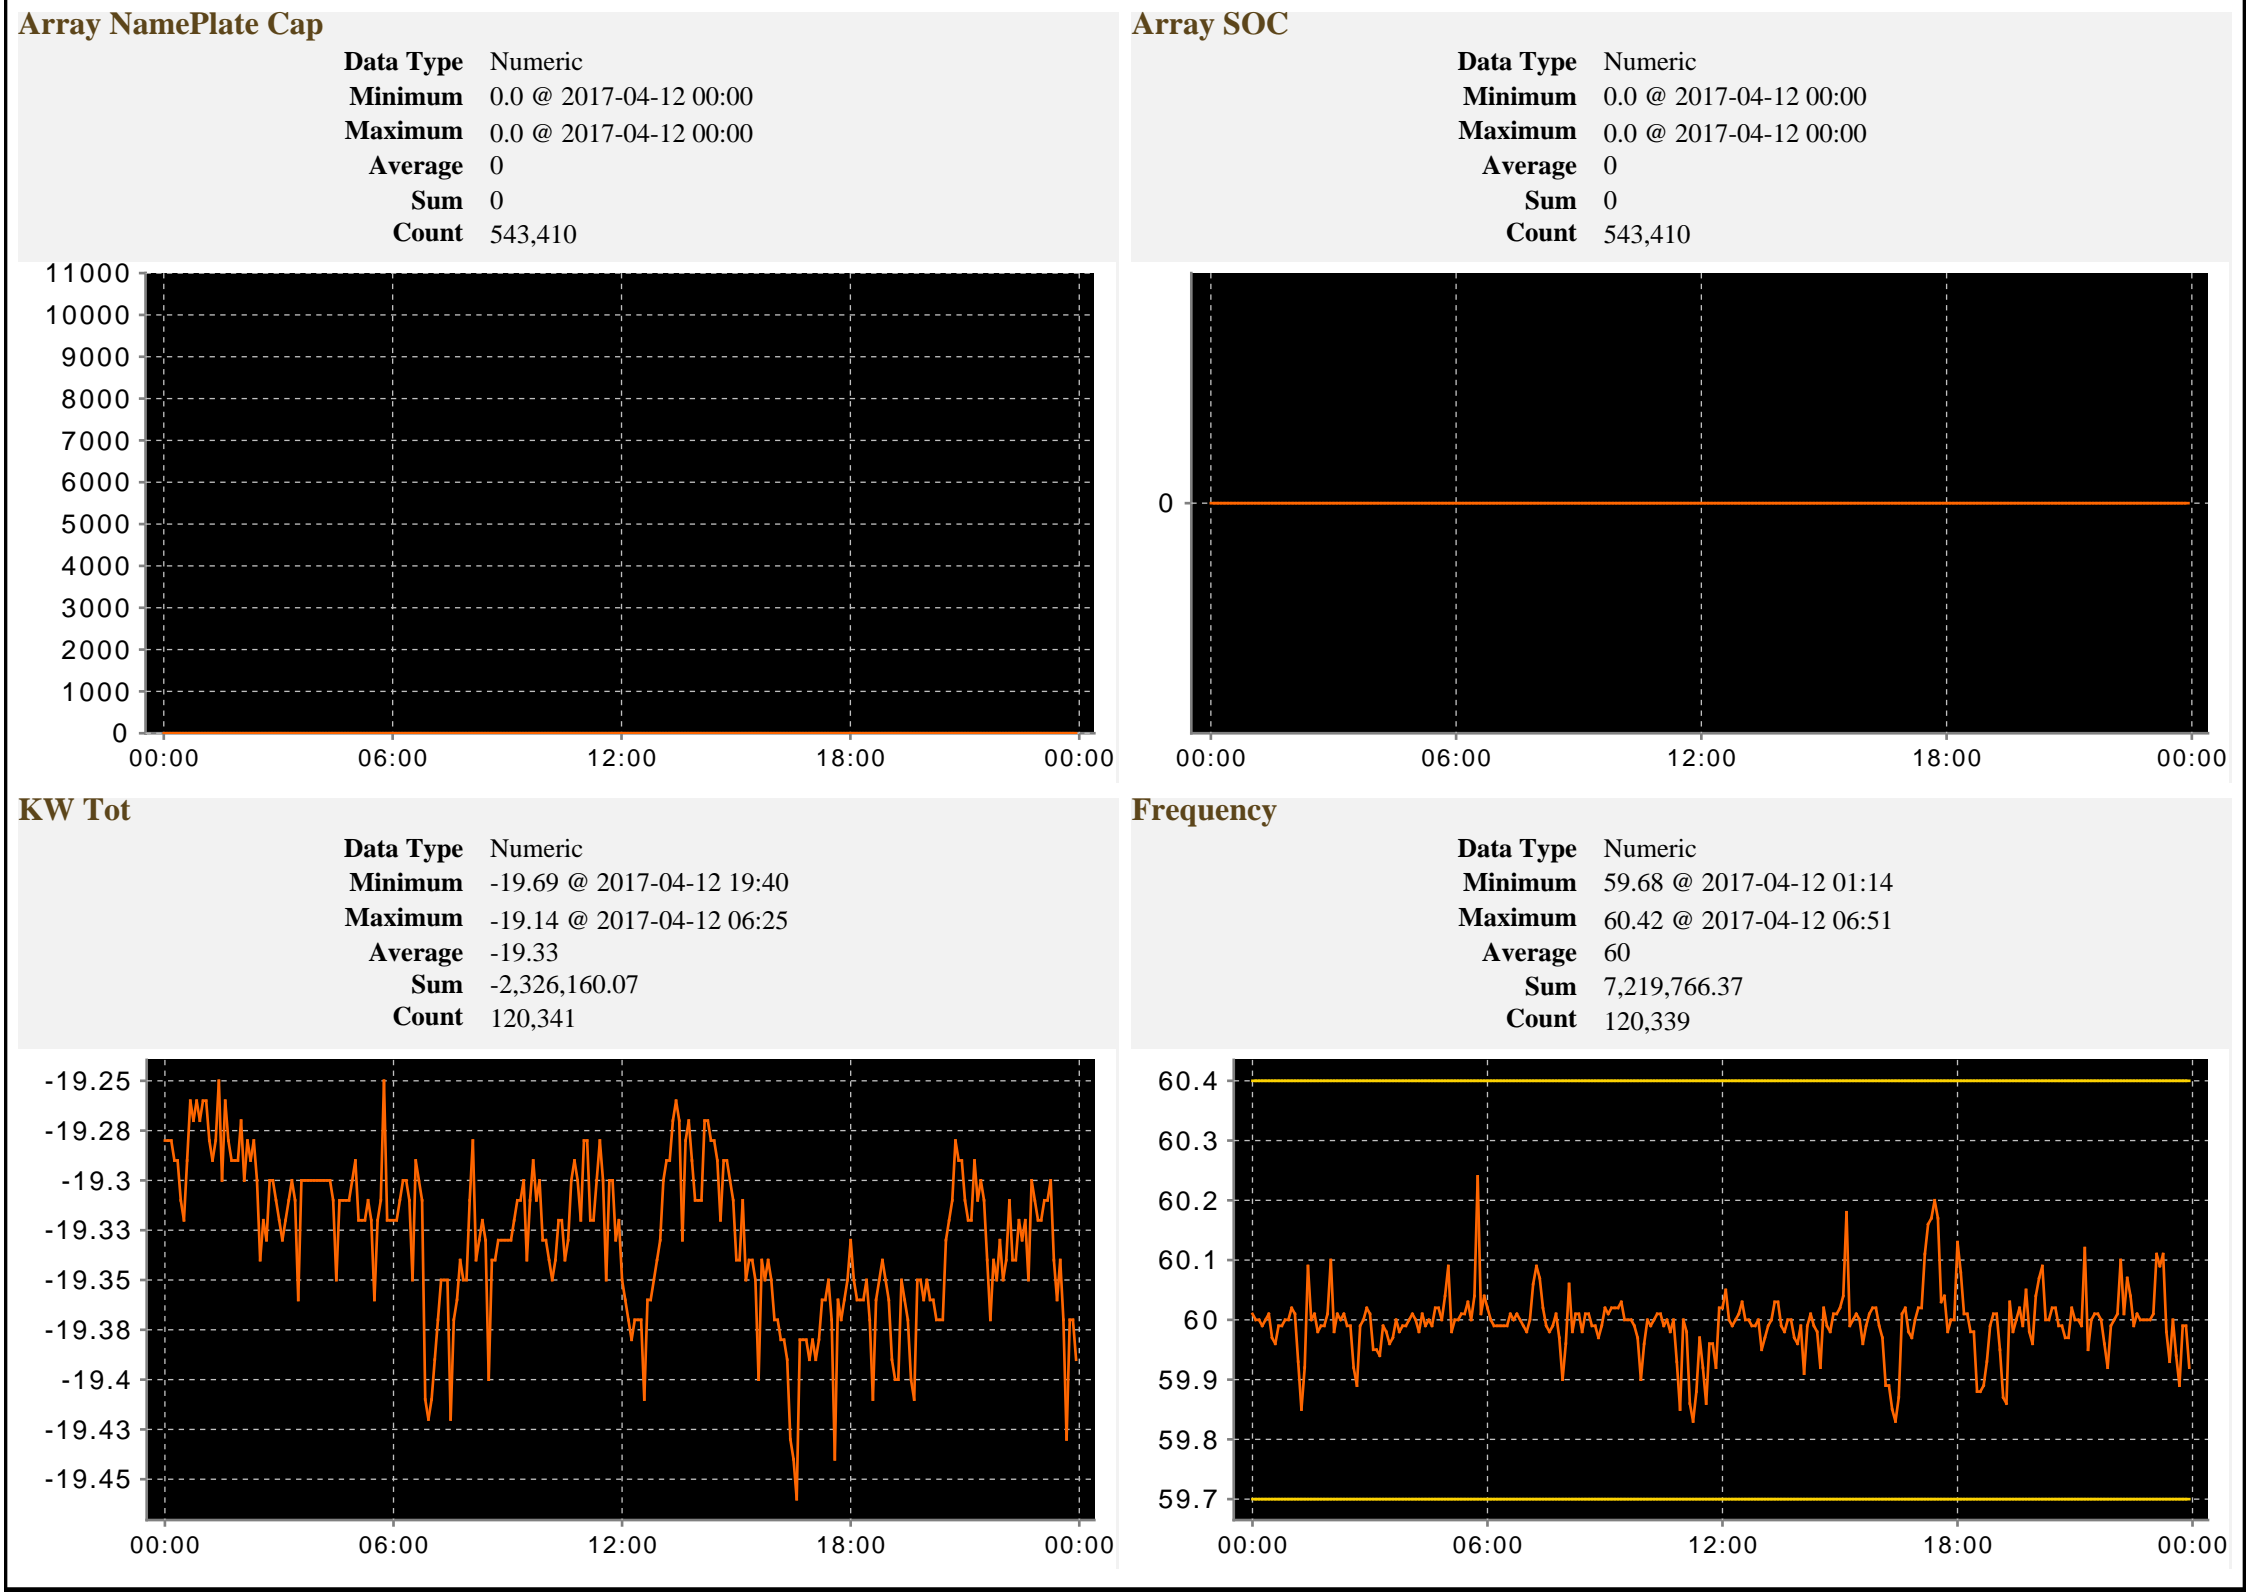 Array NamePlate Cap
Data Type Numeric
Minimum 0.0 @ 2017-04-12 00:00
Maximum 0.0 @ 2017-04-12 00:00
Average 0
Sum 0
Count 543,410
11000
10000
9000
8000
7000
6000
5000
4000
3000
2000
1000
0
00:00 06:00 12:00 18:00 00:00
Array SOC
Data Type Numeric
Minimum 0.0 @ 2017-04-12 00:00
Maximum 0.0 @ 2017-04-12 00:00
Average 0
Sum 0
Count 543,410
0
00:00 06:00 12:00 18:00 00:00
KW Tot
Data Type Numeric
Minimum -19.69 @ 2017-04-12 19:40
Maximum -19.14 @ 2017-04-12 06:25
Average -19.33
Sum -2,326,160.07
Count 120,341
-19.25
-19.28
-19.3
-19.33
-19.35
-19.38
-19.4
-19.43
-19.45
00:00 06:00 12:00 18:00 00:00
Frequency
Data Type Numeric
Minimum 59.68 @ 2017-04-12 01:14
Maximum 60.42 @ 2017-04-12 06:51
Average 60
Sum 7,219,766.37
Count 120,339
60.4
60.3
60.2
60.1
60
59.9
59.8
59.7
00:00 06:00 12:00 18:00 00:00